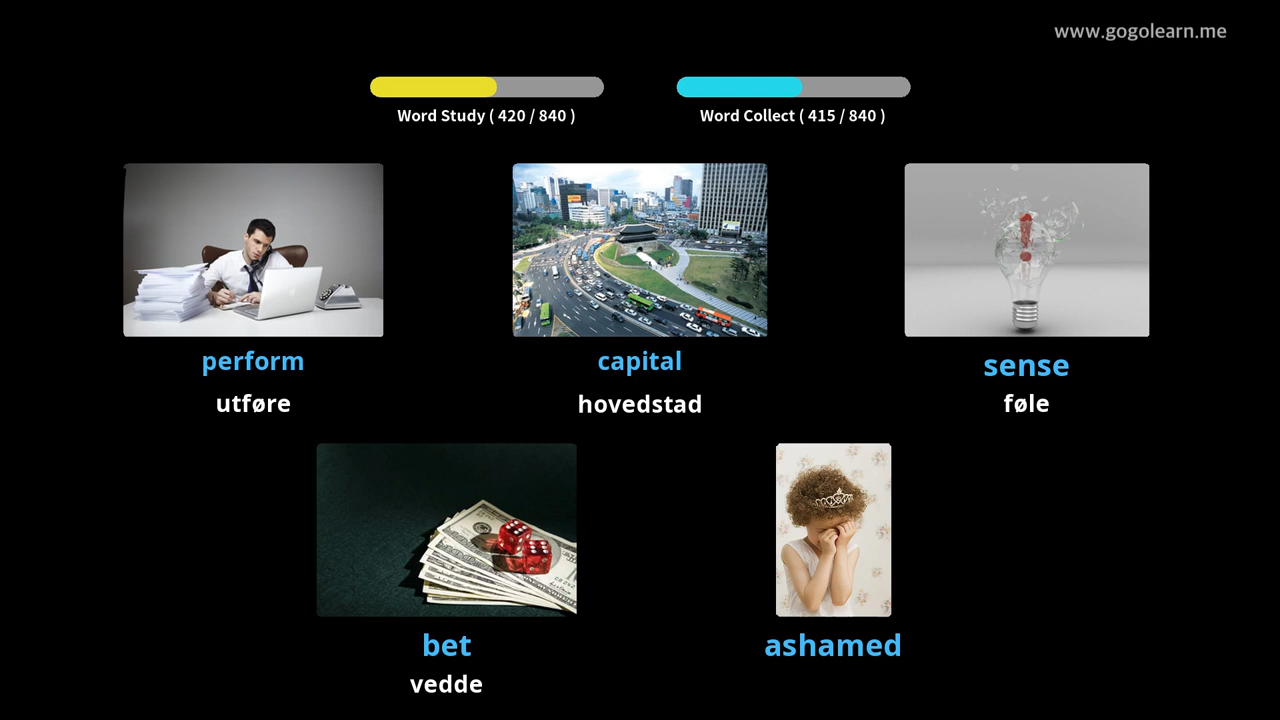 www.gogolearn.me
Word Study ( 420 / 840 )
Word Collect ( 415 / 840 )
perform
utføre
capital
hovedstad
sense
føle
bet
vedde
ashamed